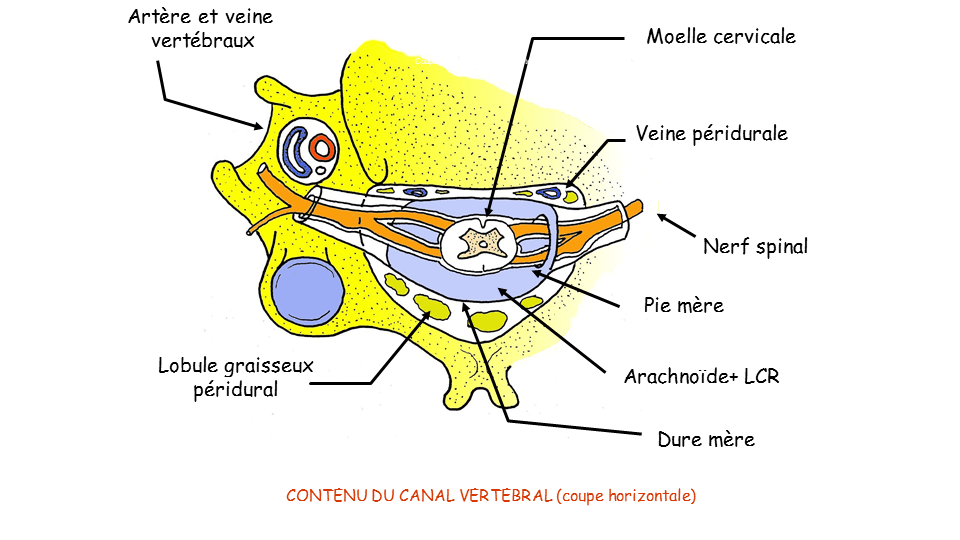 Artère et veine
vertébraux
Moelle cervicale
Veine péridurale
Nerf spinal
Pie mère
Lobule graisseux
péridural
Arachnoïde+ LCR
Dure mère
CONTENU DU CANAL VERTEBRAL (coupe horizontale)